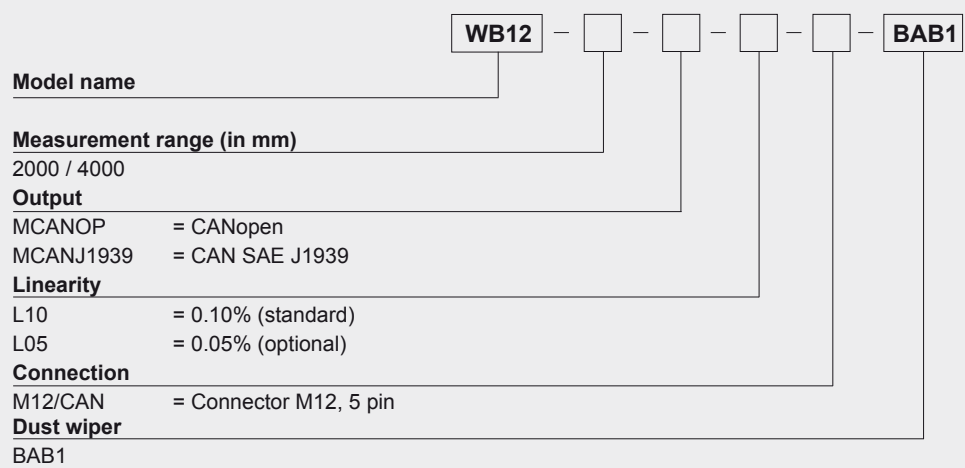 WB12 – – – – – BAB1
Model name
Measurement range (in mm)
2000 / 4000
Output
MCANOP = CANopen
MCANJ1939 = CAN SAE J1939
Linearity
L10 = 0.10% (standard)
L05 = 0.05% (optional)
Connection
M12/CAN = Connector M12, 5 pin
Dust wiper
BAB1